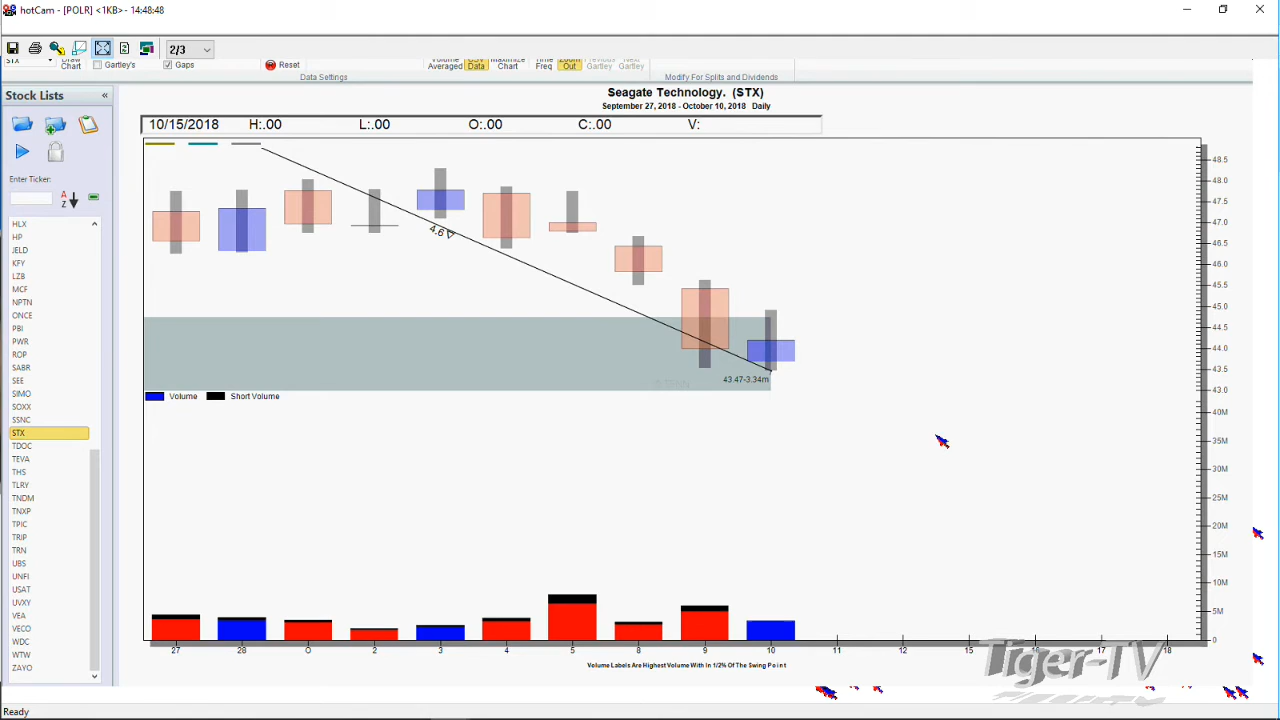 hotCam - [POLR] <1KB> - 14:48:48
2/3
STX
Draw
Chart
Gartley's
Gaps
Reset
Volume
Averaged
Data
Maximize
Chart
Time
Freq
Zoom
Out
Previous
Gartley
Next
Gartley
Data Settings
Modify For Splits and Dividends
Stock Lists
«
Seagate Technology. (STX)
September 27, 2018 - October 10, 2018 Daily
10/15/2018 H:.00 L:.00 O:.00 C:.00 V:
Enter Ticker:
A
Z
HLX
HP
JELD
KFY
LZB
MCF
NPTN
ONCE
PBI
PWR
ROP
SABR
SEE
SIMO
SOXX
SSNC
STX
TDOC
TEVA
THS
TLRY
TNDM
TNXP
TPIC
TRIP
TRN
UBS
UNFI
USAT
UVXY
VEA
VECO
WDC
WTW
ZAYO
4.6
43.47-3.34m
48.5
48.0
47.5
47.0
46.5
46.0
45.5
45.0
44.5
44.0
43.5
43.0
Volume Short Volume
40M
35M
30M
25M
20M
15M
10M
5M
0
27 28 0 2 3 4 5 8 9 10 11 12 15 16 17 18
Volume Labels Are Highest Volume With In 1/2% Of The Swing Point
Tiger-TV
Ready